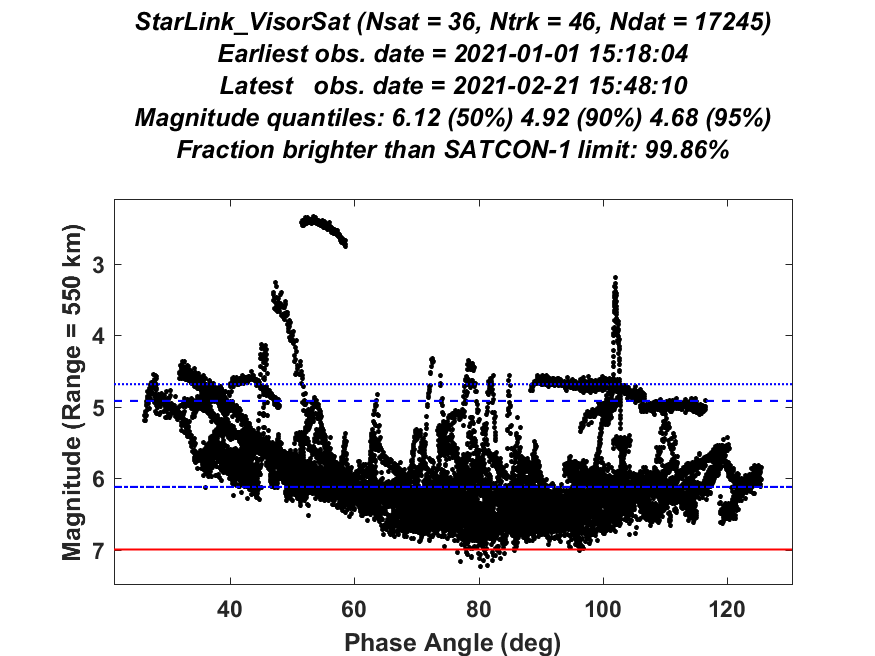 StarLink_VisorSat (Nsat = 36, Ntrk = 46, Ndat = 17245)
Earliest obs. date = 2021-01-01 15:18:04
Latest obs. date = 2021-02-21 15:48:10
Magnitude quantiles: 6.12 (50%) 4.92 (90%) 4.68 (95%)
Fraction brighter than SATCON-1 limit: 99.86%
Magnitude (Range = 550 km)
3
4
5
6
7
40 60 80 100 120
Phase Angle (deg)